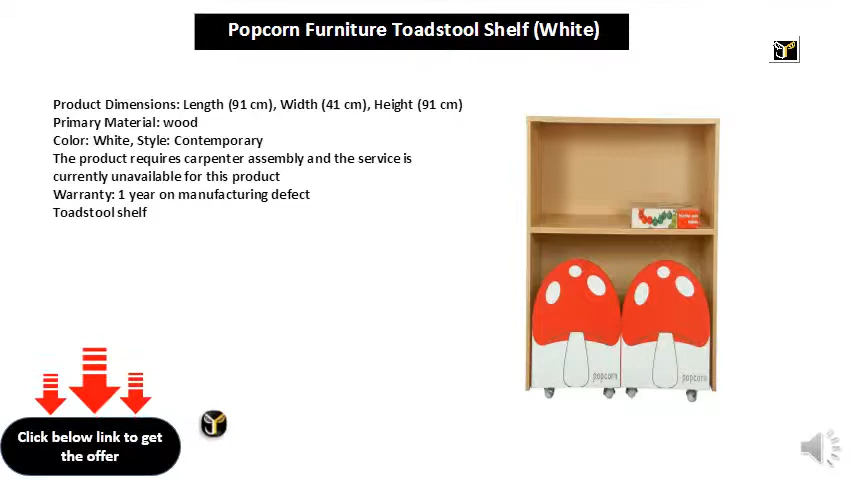 Popcorn Furniture Toadstool Shelf (White)
Product Dimensions: Length (91 cm), Width (41 cm), Height (91 cm)
Primary Material: wood
Color: White, Style: Contemporary
The product requires carpenter assembly and the service is
currently unavailable for this product
Warranty: 1 year on manufacturing defect
Toadstool shelf
popcorn
popcorn
Click below link to get
the offer